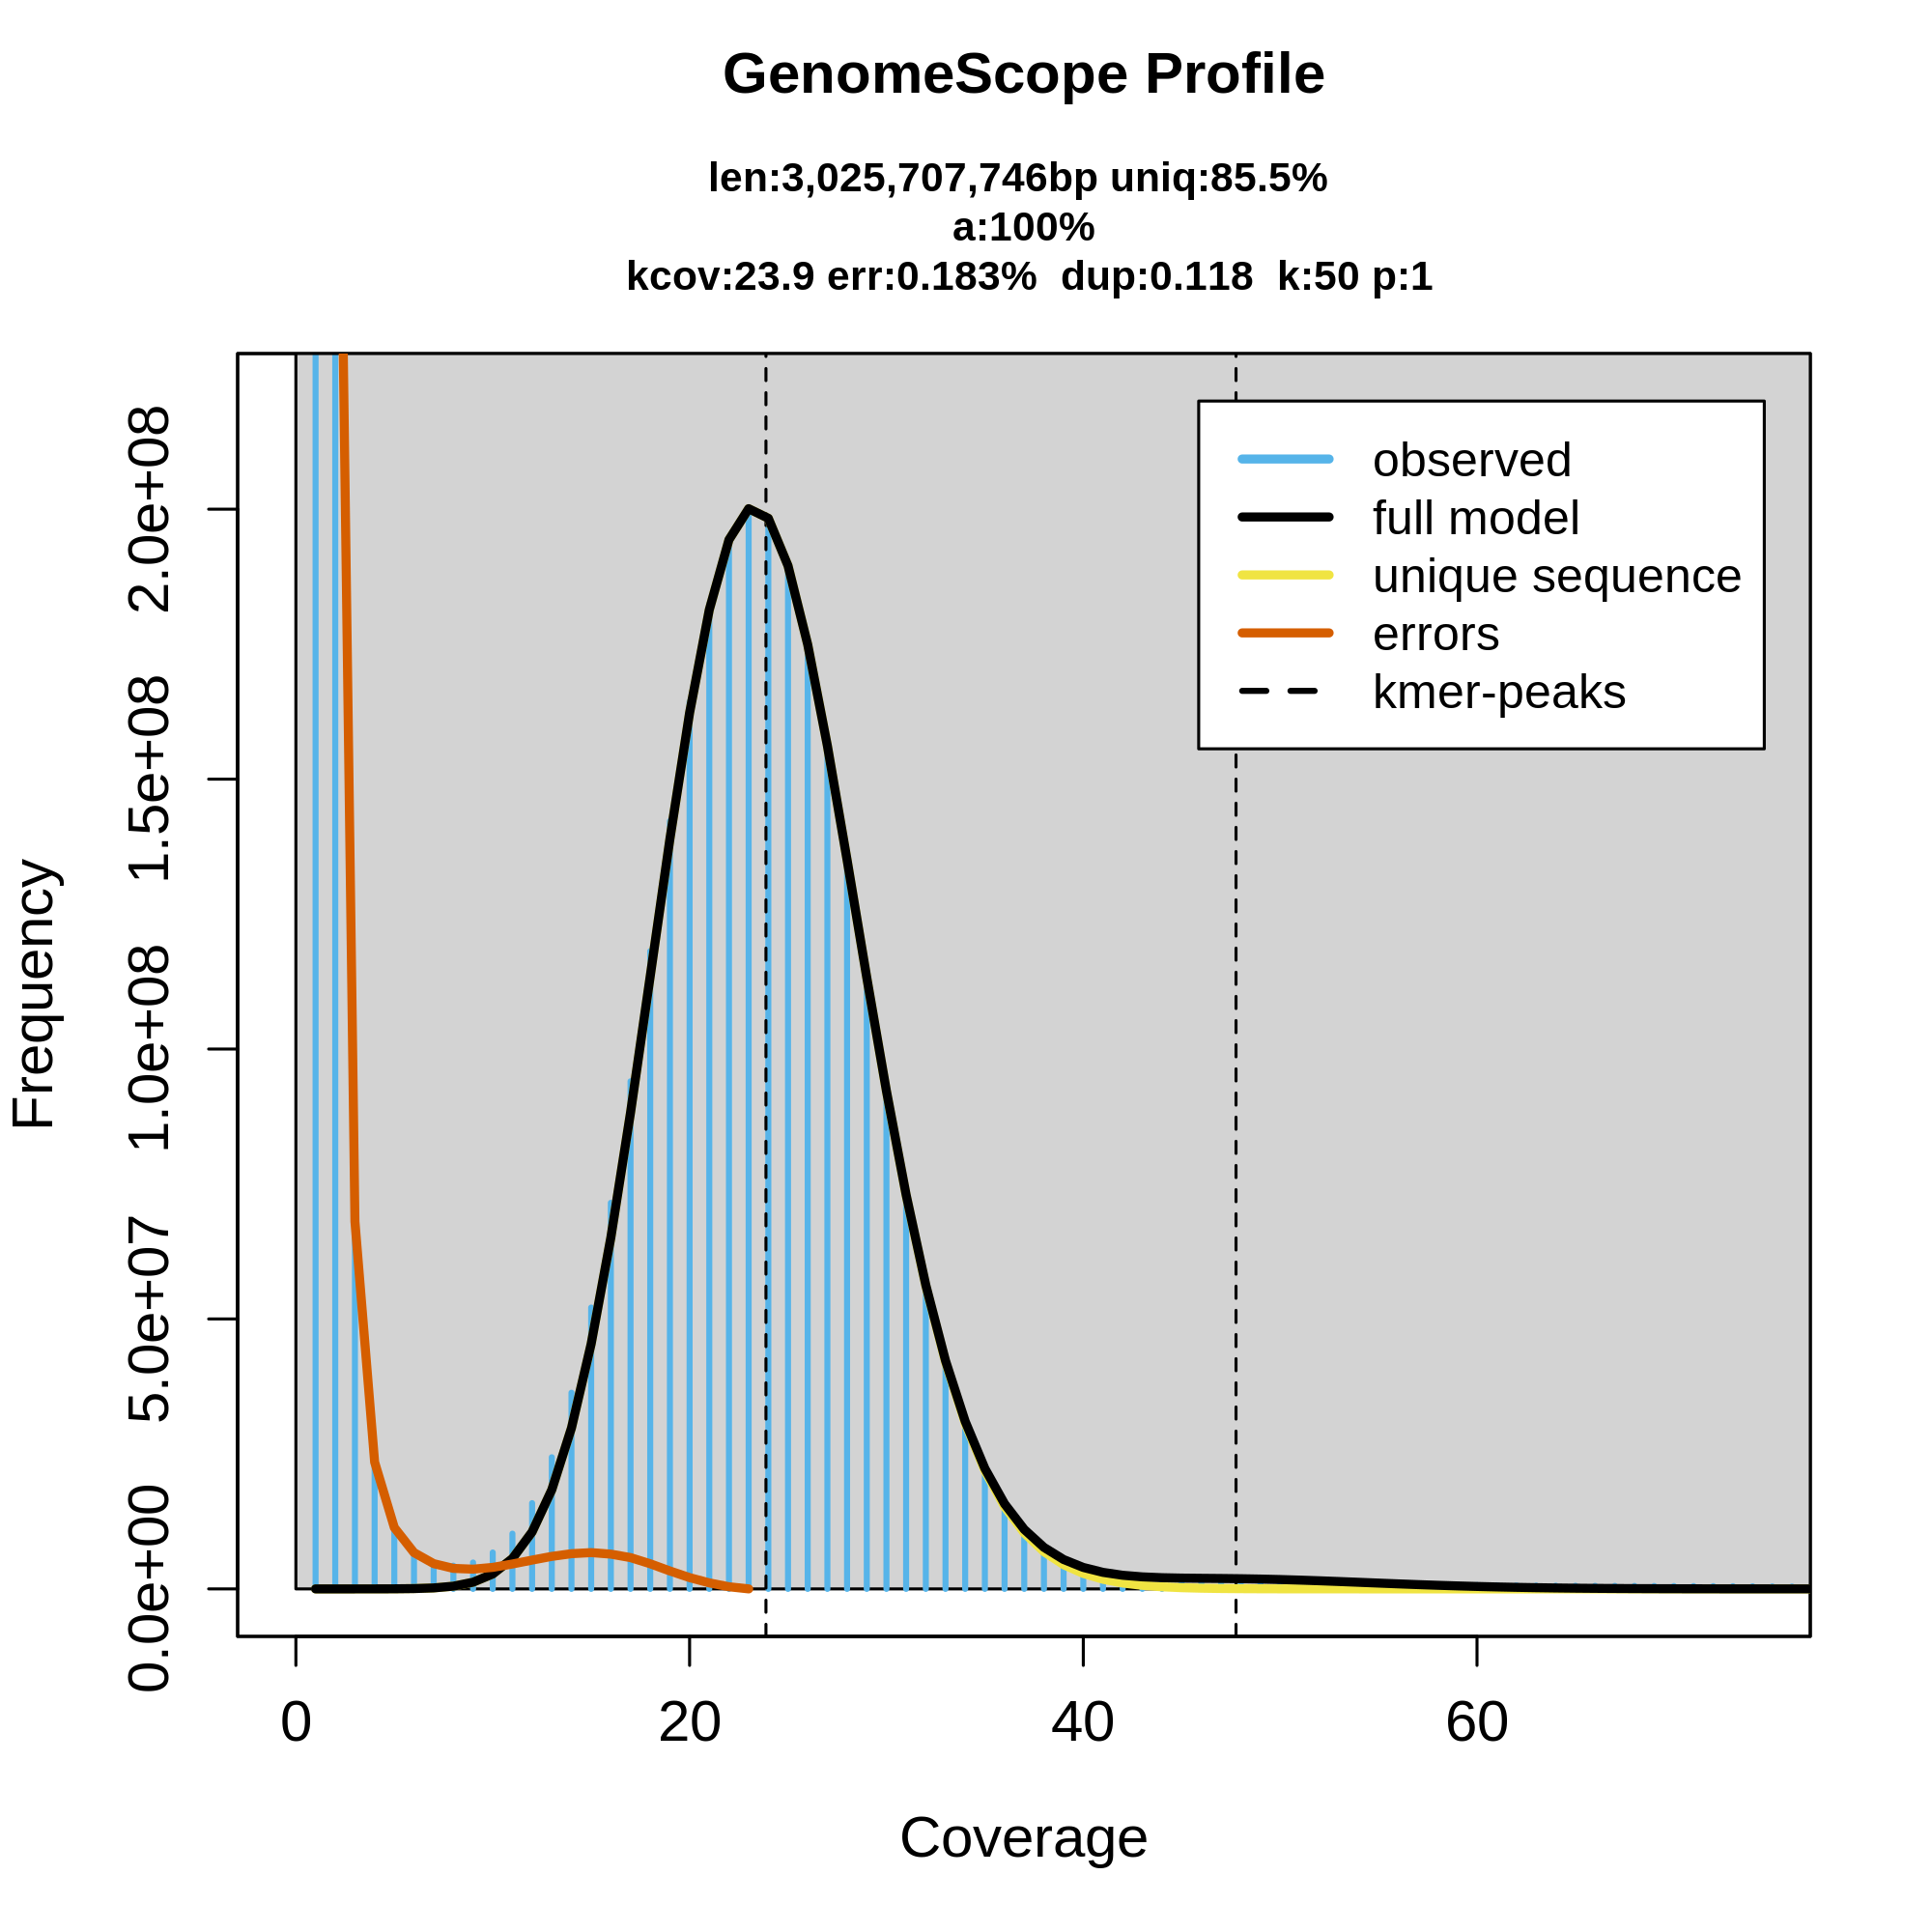 GenomeScope Profile
len:3,025,707,746bp uniq:85.5%
a:100%
kcov:23.9 err:0.183%  dup:0.118  k:50 p:1
observed
full model
unique sequence
errors
kmer-peaks
Frequency
2.0e+08
1.5e+08
1.0e+08
5.0e+07
0.0e+00
0
20
40
60
Coverage